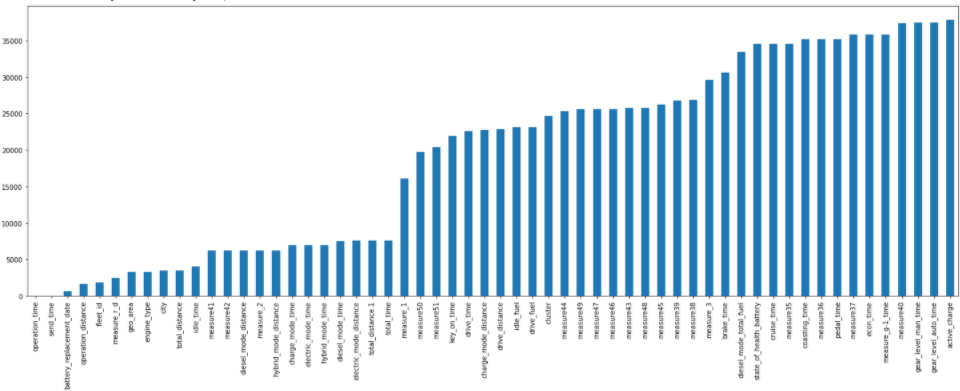 35000
30000
25000
20000
15000
10000
5000
0
operation_time
send_time
battery_replacement_date
operation_distance
fleet_id
measure_r_d
geo_area
engine_type
city
total_distance
idle_time
measure41
measure42
diesel_mode_distance
measure_2
hybrid_mode_distance
charge_mode_time
electric_mode_time
hybrid_mode_time
diesel_mode_time
electric_mode_distance
total_distance.1
total_time
measure_1
measure50
measure51
key_on_time
drive_time
charge_mode_distance
drive_distance
idle_fuel
drive_fuel
cluster
measure44
measure49
measure47
measure46
measure43
measure48
measure45
measure39
measure38
measure_3
brake_time
diesel_mode_total_fuel
state_of_health_battery
cruise_time
measure35
coasting_time
measure36
pedal_time
measure37
econ_time
measure_g-1_time
measure40
gear_level_man_time
gear_level_auto_time
active_charge